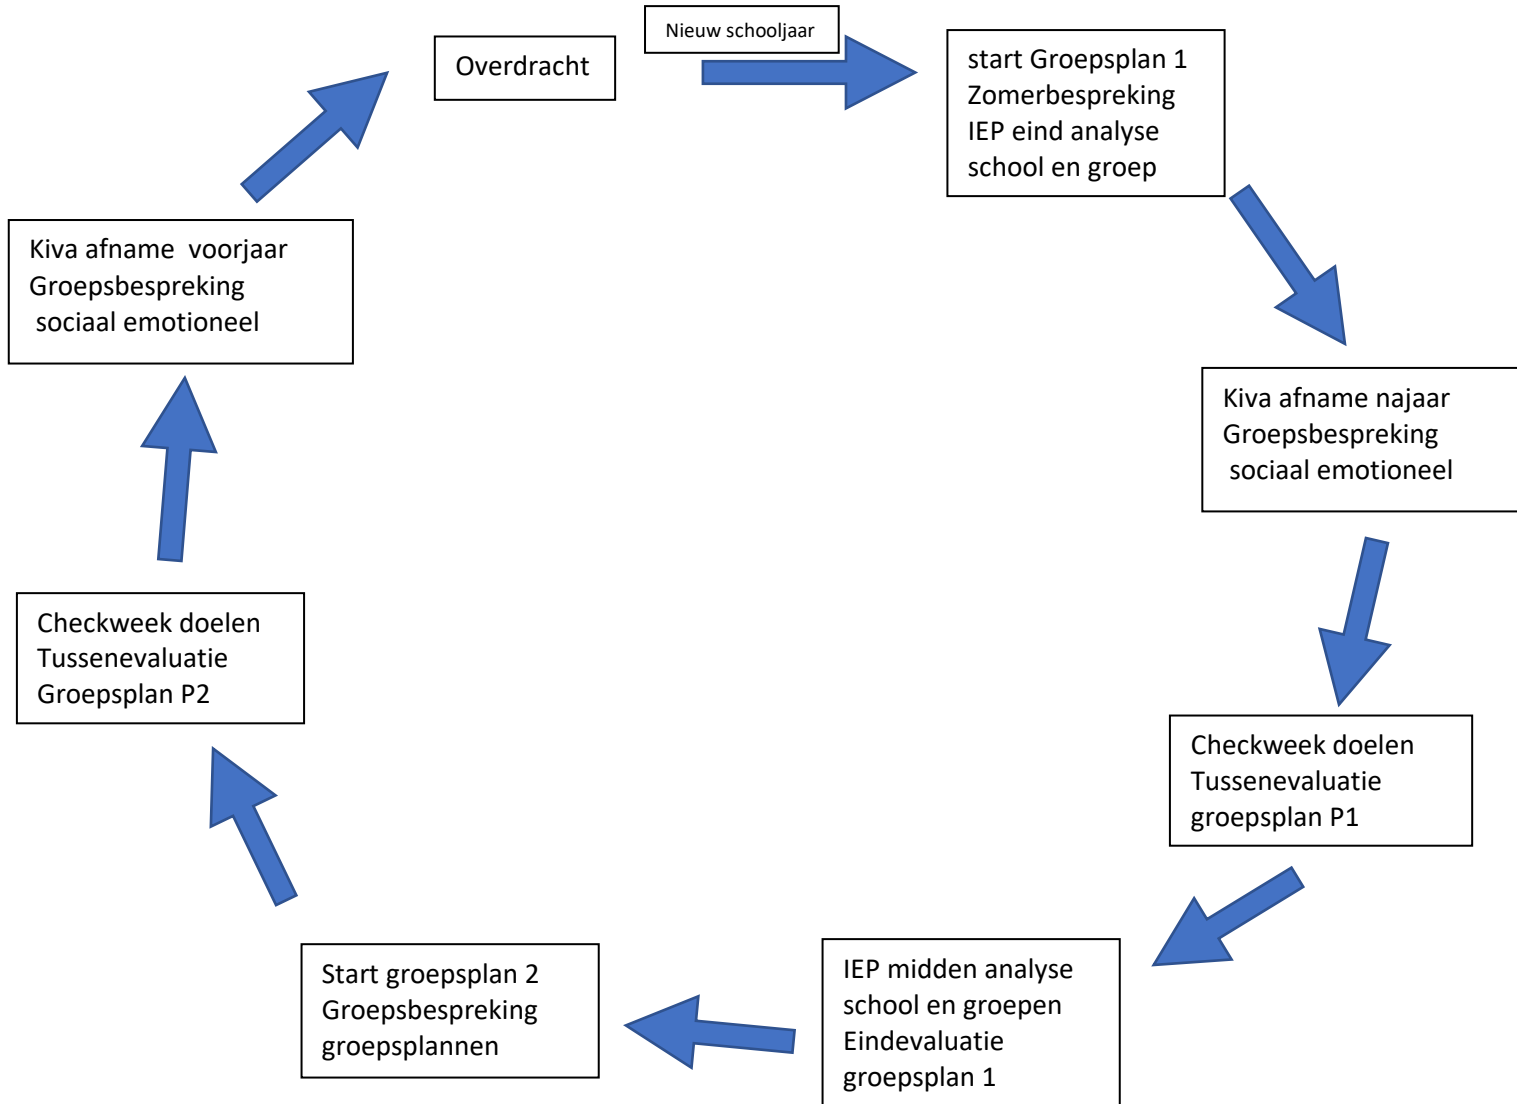 Overdracht
Nieuw schooljaar
start Groepsplan 1
Zomerbespreking
IEP eind analyse
school en groep
Kiva afname najaar
Groepsbespreking
sociaal emotioneel
Checkweek doelen
Tussenevaluatie
groepsplan P1
IEP midden analyse
school en groepen
Eindevaluatie
groepsplan 1
Start groepsplan 2
Groepsbespreking
groepsplannen
Checkweek doelen
Tussenevaluatie
Groepsplan P2
Kiva afname voorjaar
Groepsbespreking
sociaal emotioneel